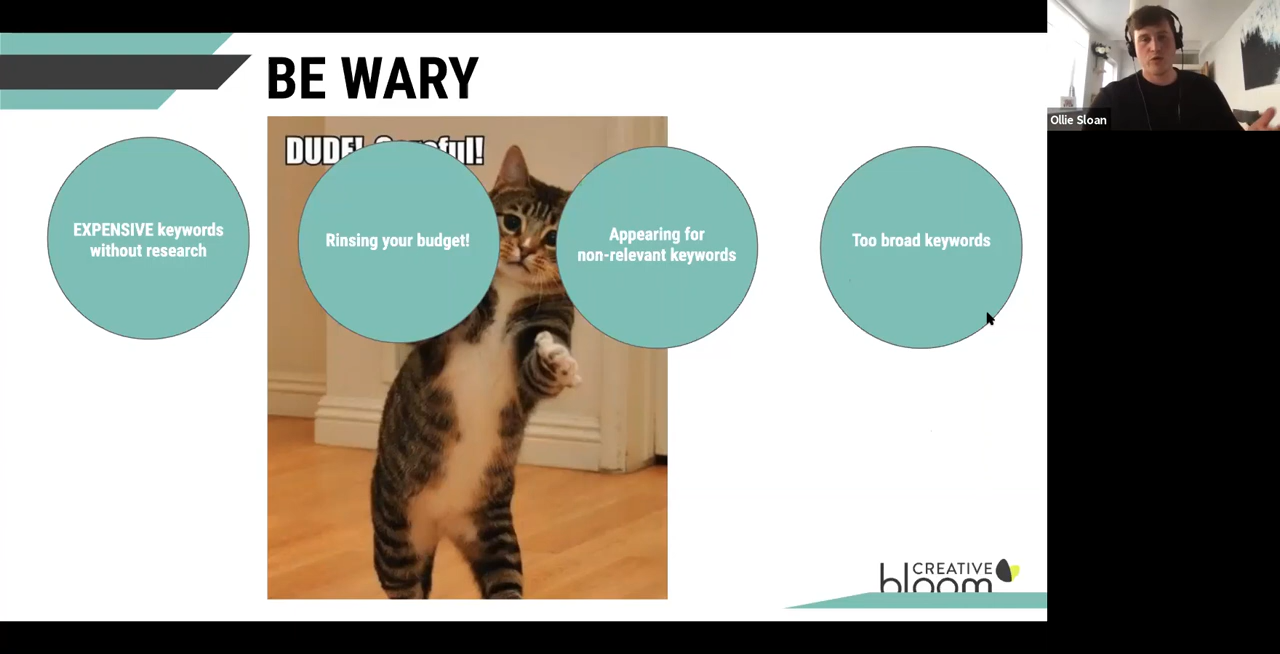 BE WARY
DUDE! Careful!
EXPENSIVE keywords
without research
Rinsing your budget!
Appearing for
non-relevant keywords
Too broad keywords
Ollie Sloan
CREATIVE
bloom